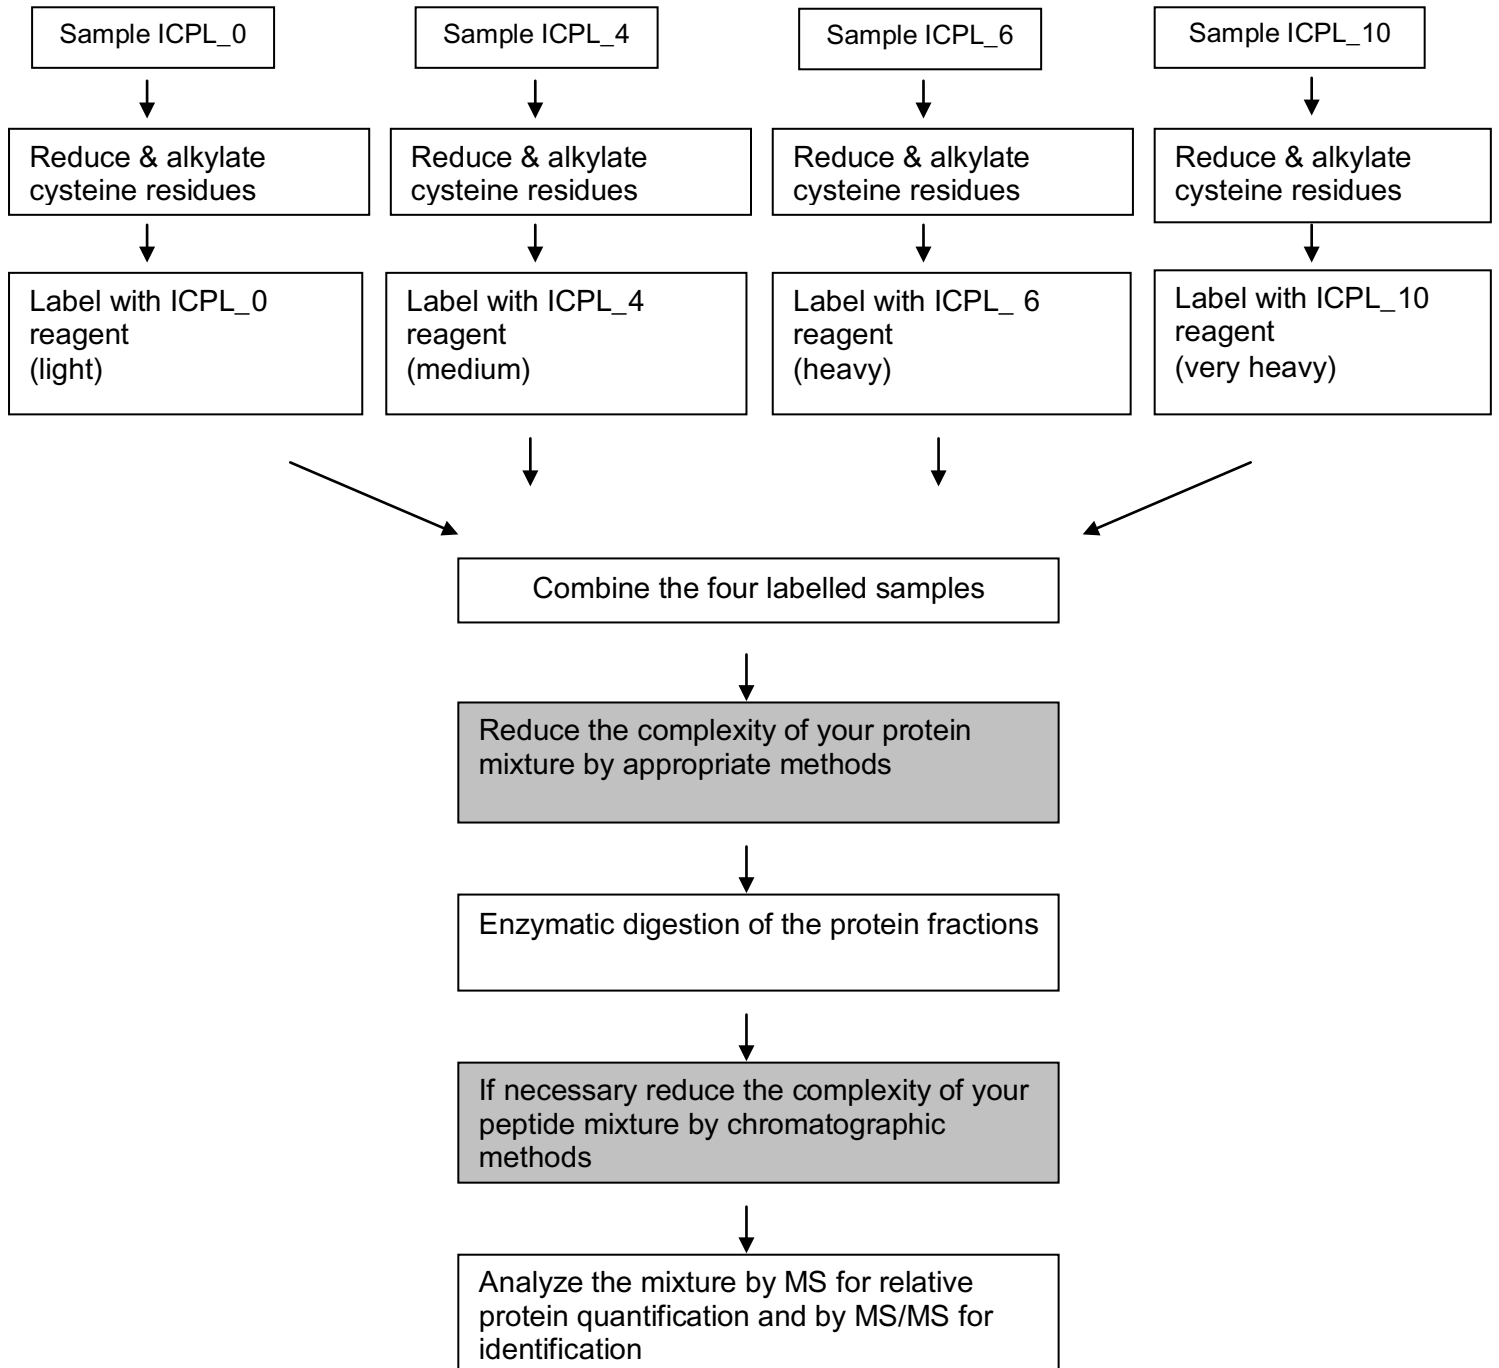 Sample ICPL_0
Sample ICPL_4
Sample ICPL_6
Sample ICPL_10
Reduce & alkylate
cysteine residues
Reduce & alkylate
cysteine residues
Reduce & alkylate
cysteine residues
Reduce & alkylate
cysteine residues
Label with ICPL_0
reagent
(light)
Label with ICPL_4
reagent
(medium)
Label with ICPL_ 6
reagent
(heavy)
Label with ICPL_10
reagent
(very heavy)
Combine the four labelled samples
Reduce the complexity of your protein
mixture by appropriate methods
Enzymatic digestion of the protein fractions
If necessary reduce the complexity of your
peptide mixture by chromatographic
methods
Analyze the mixture by MS for relative
protein quantification and by MS/MS for
identification